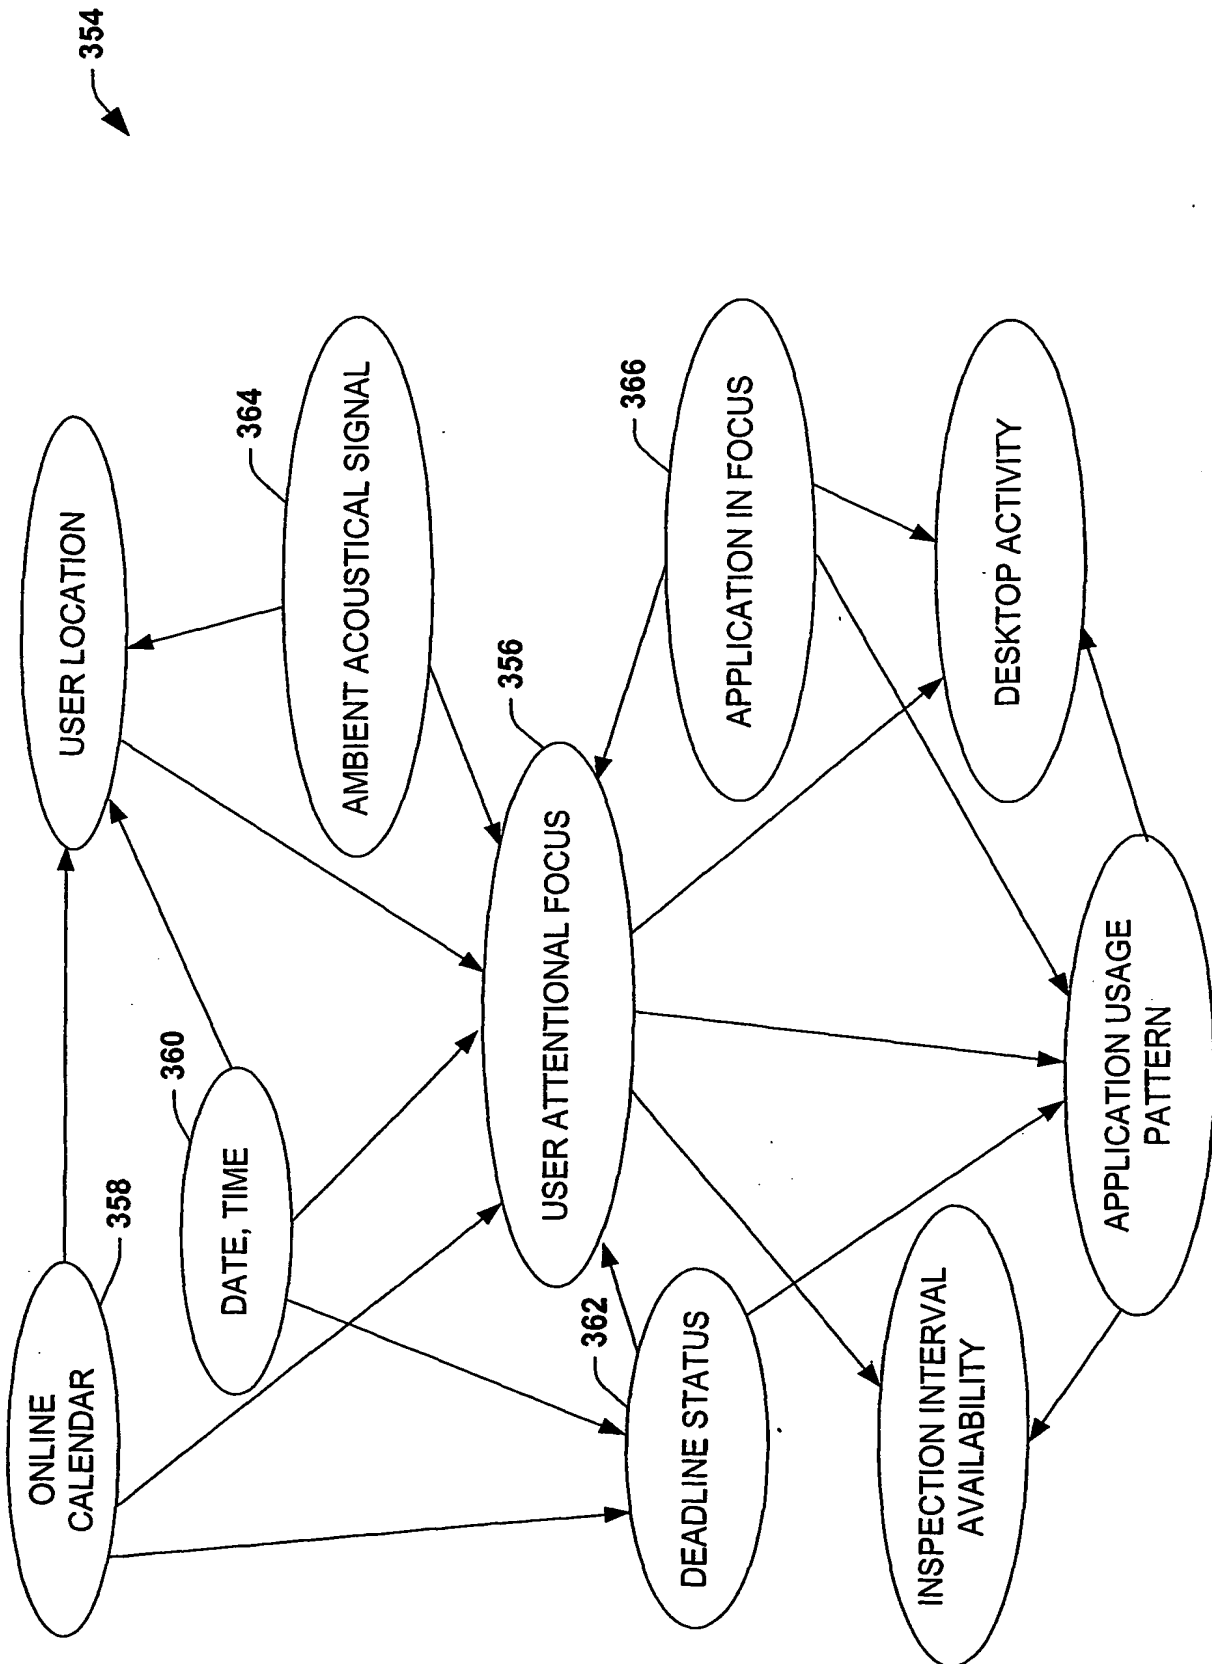 354
ONLINE
CALENDAR
358
USER LOCATION
DATE, TIME
360
AMBIENT ACOUSTICAL SIGNAL
364
USER ATTENTIONAL FOCUS
356
DEADLINE STATUS
362
APPLICATION IN FOCUS
366
INSPECTION INTERVAL
AVAILABILITY
DESKTOP ACTIVITY
APPLICATION USAGE
PATTERN